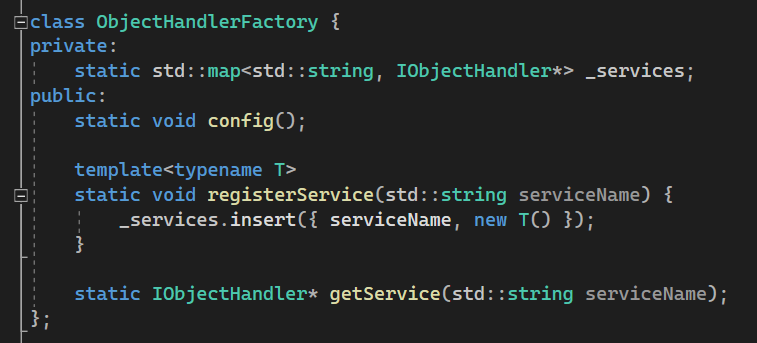 class ObjectHandlerFactory {
private:
    static std::map<std::string, IObjectHandler*> _services;
public:
    static void config();

    template<typename T>
    static void registerService(std::string serviceName) {
        _services.insert({ serviceName, new T() });
    }

    static IObjectHandler* getService(std::string serviceName);
};